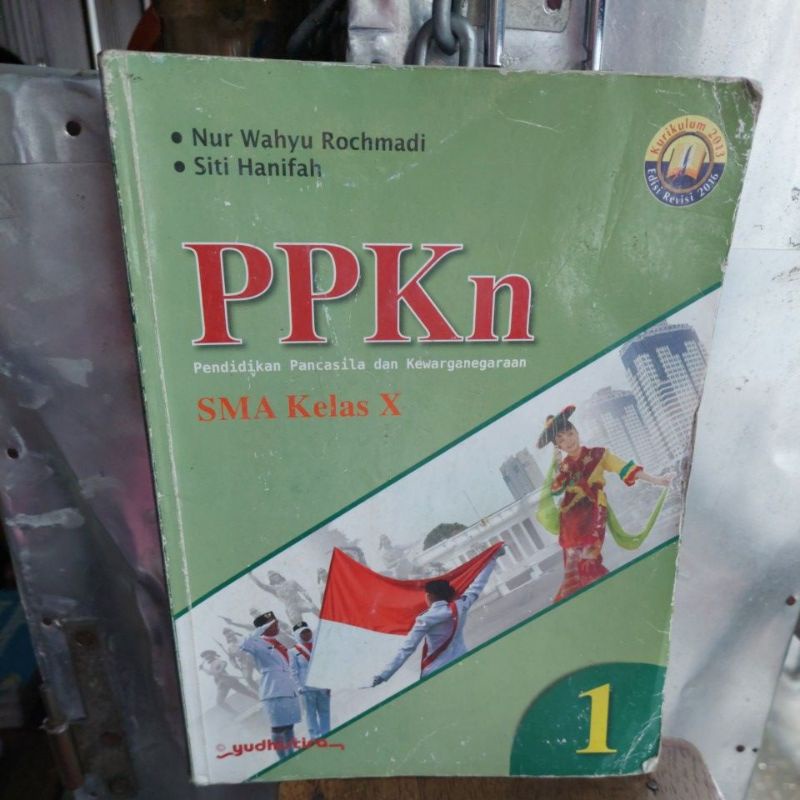 • Nur Wahyu Rochmadi
• Siti Hanifah
Kurikulum 2013
Edisi Revisi 2016
PPKn
Pendidikan Pancasila dan Kewarganegaraan
SMA Kelas X
1
© yudhistira